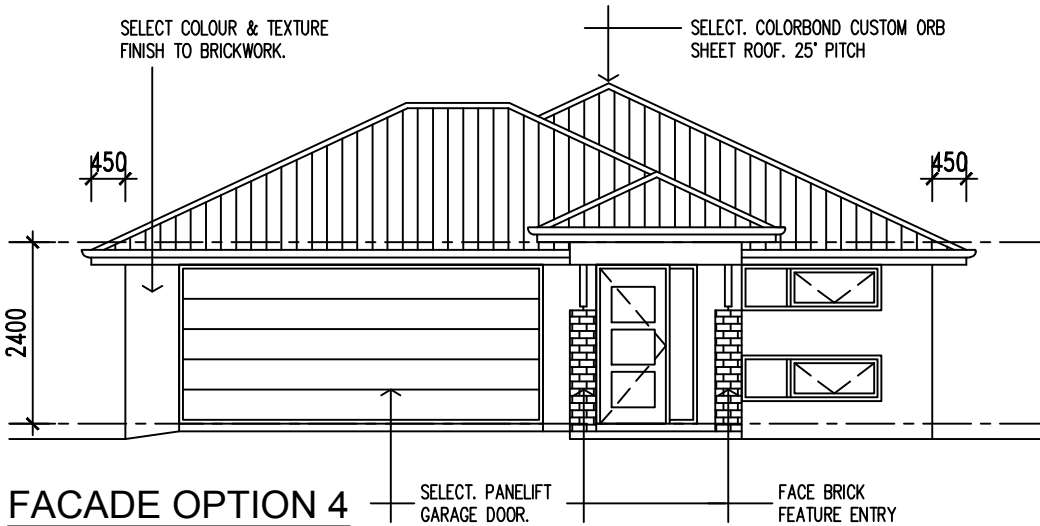 SELECT COLOUR & TEXTURE
FINISH TO BRICKWORK.
SELECT. COLORBOND CUSTOM ORB
SHEET ROOF. 25° PITCH
450
450
2400
FACADE OPTION 4
SELECT. PANELIFT
GARAGE DOOR.
FACE BRICK
FEATURE ENTRY